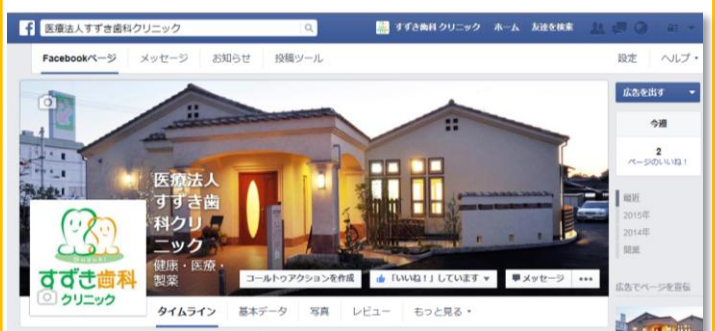 医療法人すずき歯科クリニック
すずき歯科 クリニック ホーム 友達を検索
Facebookページ メッセージ お知らせ 投稿ツール 設定 ヘルプ
広告を出す
今週
2
ページのいいね！
最近
2015年
2014年
開業
広告でページを宣伝
医療法人
すずき歯
科クリ
ニック
健康・医療・
製薬
SUZUKI
すずき歯科
クリニック
コールトゥアクションを作成 「いいね！」しています メッセージ •••
タイムライン 基本データ 写真 レビュー もっと見る